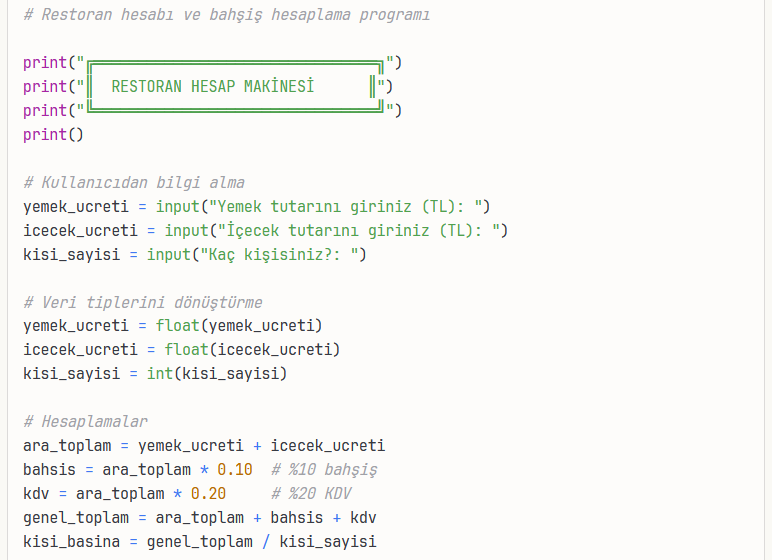 # Restoran hesabı ve bahşiş hesaplama programı
print("╔════════════════════════════════╗")
print("║  RESTORAN HESAP MAKİNESİ      ║")
print("╚════════════════════════════════╝")
print()
# Kullanıcıdan bilgi alma
yemek_ucreti = input("Yemek tutarını giriniz (TL): ")
icecek_ucreti = input("İçecek tutarını giriniz (TL): ")
kisi_sayisi = input("Kaç kişisiniz?: ")
# Veri tiplerini dönüştürme
yemek_ucreti = float(yemek_ucreti)
icecek_ucreti = float(icecek_ucreti)
kisi_sayisi = int(kisi_sayisi)
# Hesaplamalar
ara_toplam = yemek_ucreti + icecek_ucreti
bahsis = ara_toplam * 0.10  # %10 bahşiş
kdv = ara_toplam * 0.20     # %20 KDV
genel_toplam = ara_toplam + bahsis + kdv
kisi_basina = genel_toplam / kisi_sayisi